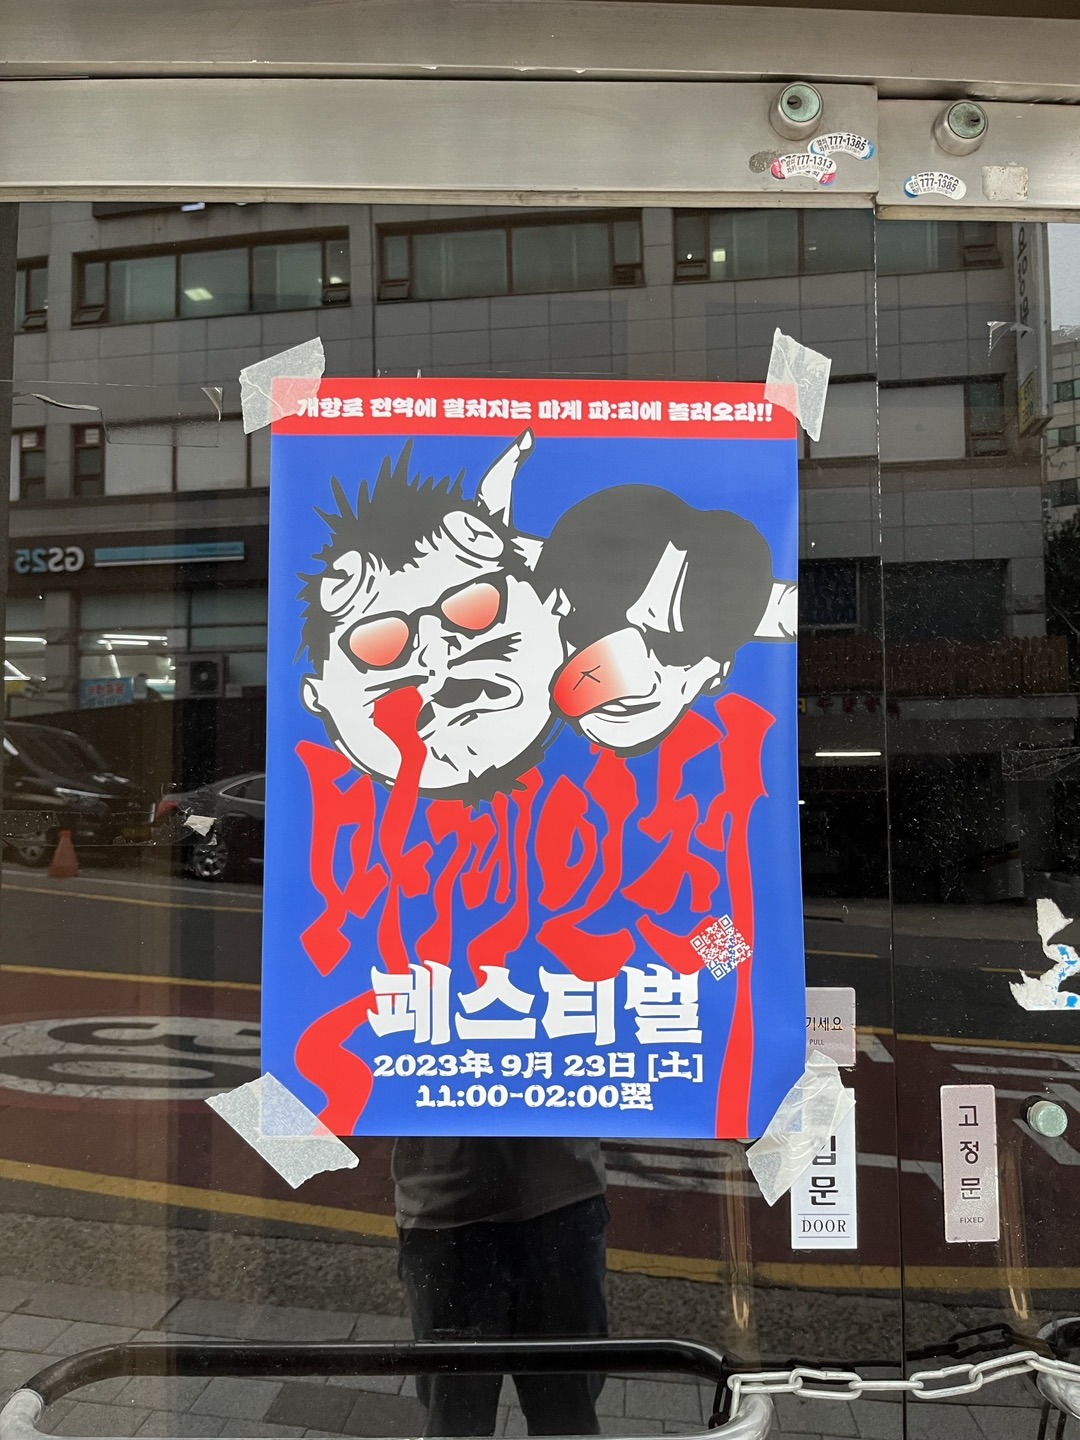 777-1385
777-1313
777-1385
GS25
개항로 전역에 펼쳐지는 마계 파:티에 놀러오라!!
마계인천
페스티벌
2023年 9月 23日 [土]
11:00-02:00翌
기세요
PULL
문
DOOR
고정문
FIXED